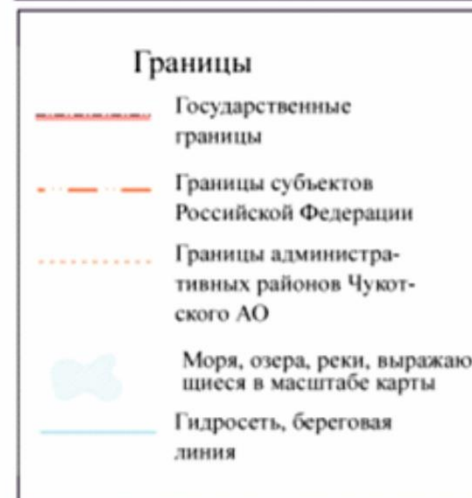 Границы
Государственные
границы
Границы субъектов
Российской Федерации
Границы администра-
тивных районов Чукот-
ского АО
Моря, озера, реки, выражаю
щиеся в масштабе карты
Гидросеть, береговая
линия